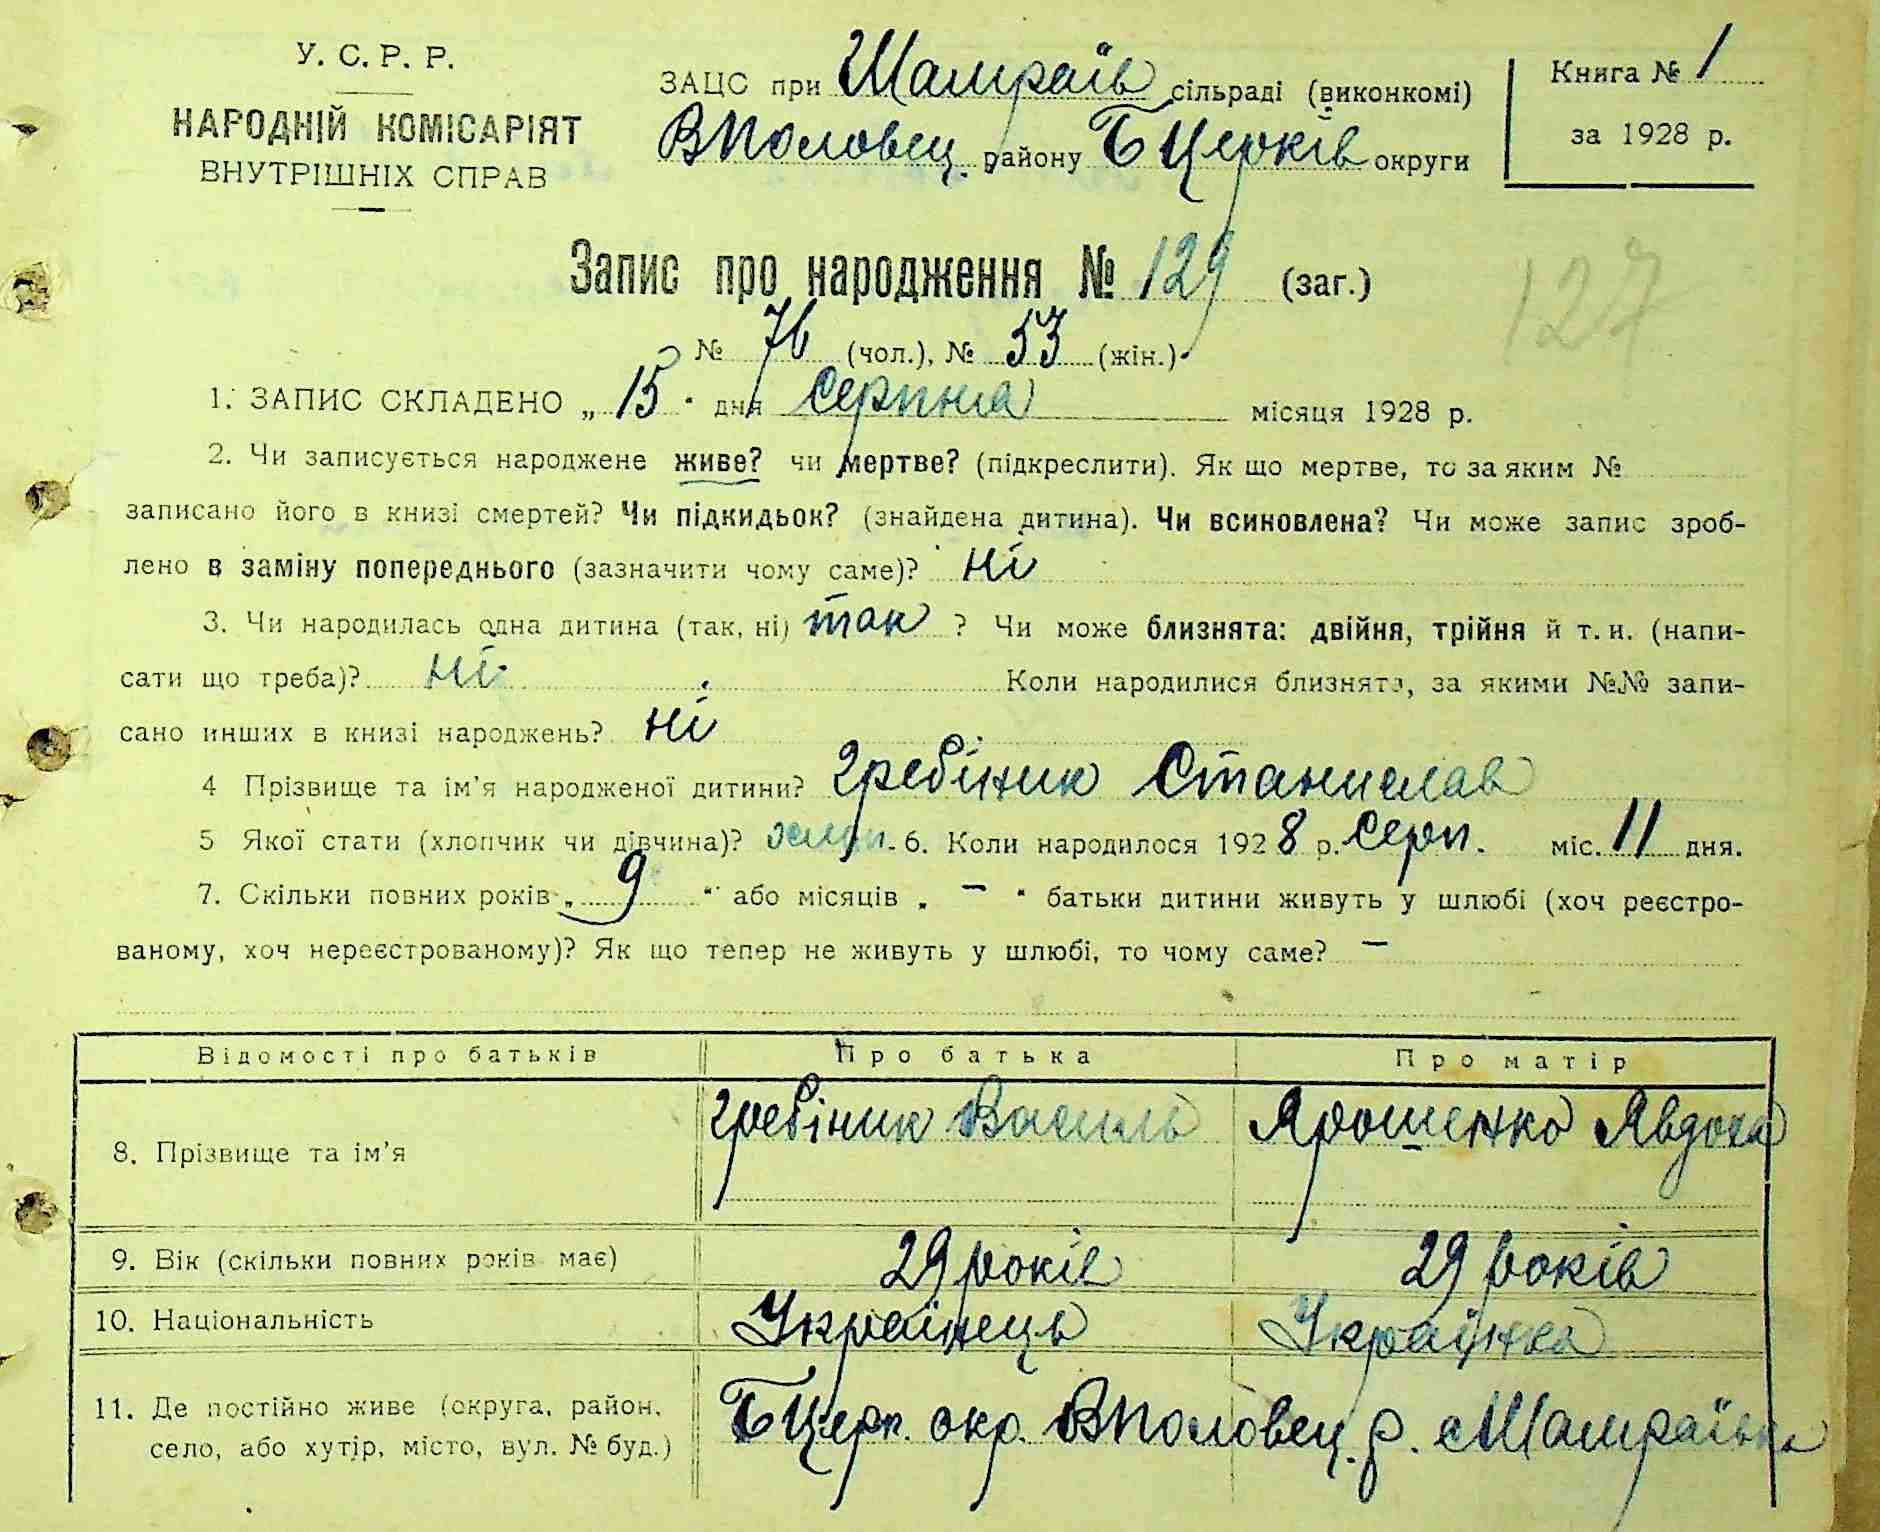 У. С. Р. Р.
НАРОДНІЙ КОМІСАРІЯТ
ВНУТРІШНІХ СПРАВ
ЗАЦС при Шамраїв сільраді (виконкомі)
ВПоловец. району БЦерків округи
Книга № 1
за 1928 р.
Запис про народження № 129 (заг.)
127
№ 76 (чол.), № 53 (жін.)
1. ЗАПИС СКЛАДЕНО „ 15 " дня серпня місяця 1928 р.
2. Чи записується народжене живе? чи мертве? (підкреслити). Як що мертве, то за яким №
записано його в книзі смертей? Чи підкидьок? (знайдена дитина). Чи всиновлена? Чи може запис зроб-
лено в заміну попереднього (зазначити чому саме)? ні
3. Чи народилась одна дитина (так, ні) так ? Чи може близнята: двійня, трійня й т. и. (напи-
сати що треба)? ні Коли народилися близнята, за якими №№ запи-
сано инших в книзі народжень? ні
4 Прізвище та ім'я народженої дитини? Гребіник Станислав
5 Якої стати (хлопчик чи дівчина)? 6. Коли народилося 1928 р. серп. міс. 11 дня.
7. Скільки повних років „ 9 " або місяців „ — " батьки дитини живуть у шлюбі (хоч реєстро-
ваному, хоч нереєстрованому)? Як що тепер не живуть у шлюбі, то чому саме? —
Відомості про батьків Про батька Про матір
8. Прізвище та ім'я Гребіник Василь Ярошенко Явдоха
9. Вік (скільки повних років має) 29 років 29 років
10. Національність Українець Українка
11. Де постійно живе (округа, район, БЦерк. окр. ВПоловец. р. с Шамраївка
село, або хутір, місто, вул. № буд.)